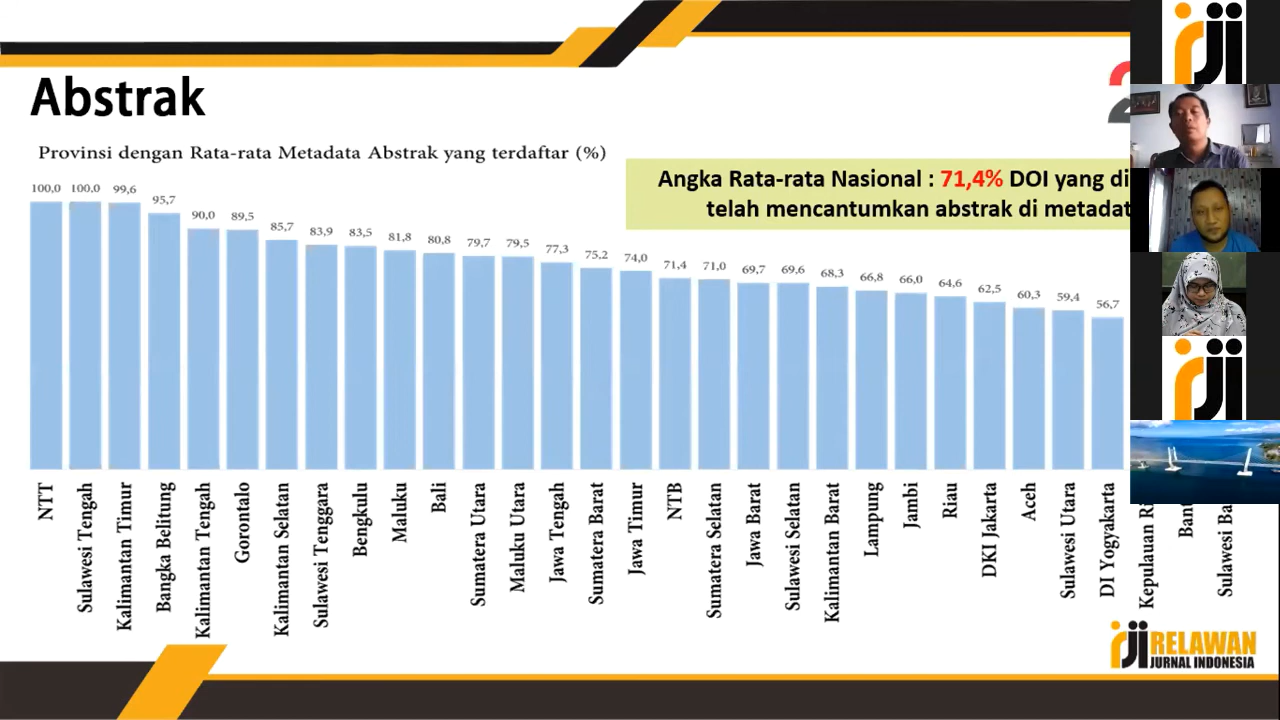 Abstrak
Provinsi dengan Rata-rata Metadata Abstrak yang terdaftar (%)
Angka Rata-rata Nasional : 71,4% DOI yang
telah mencantumkan abstrak di
100,0 100,0 99,6 95,7 90,0 89,5 85,7 83,9 83,5 81,8 80,8 79,7 79,5 77,3 75,2 74,0 71,4 71,0 69,7 69,6 68,3 66,8 66,0 64,6 62,5 60,3 59,4 56,7
NTT
Sulawesi Tengah
Kalimantan Timur
Bangka Belitung
Kalimantan Tengah
Gorontalo
Kalimantan Selatan
Sulawesi Tenggara
Bengkulu
Maluku
Bali
Sumatera Utara
Maluku Utara
Jawa Tengah
Sumatera Barat
Jawa Timur
NTB
Sumatera Selatan
Jawa Barat
Sulawesi Selatan
Kalimantan Barat
Lampung
Jambi
Riau
DKI Jakarta
Aceh
Sulawesi Utara
DI Yogyakarta
Kepulauan
Sulawesi
rji RELAWAN
JURNAL INDONESIA
rji
rji